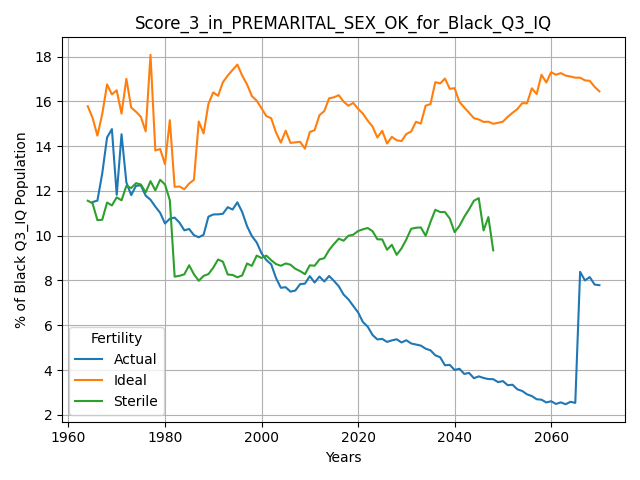 Score_3_in_PREMARITAL_SEX_OK_for_Black_Q3_IQ
% of Black Q3_IQ Population
18
16
14
12
10
8
6
4
2
Fertility
Actual
Ideal
Sterile
1960 1980 2000 2020 2040 2060
Years